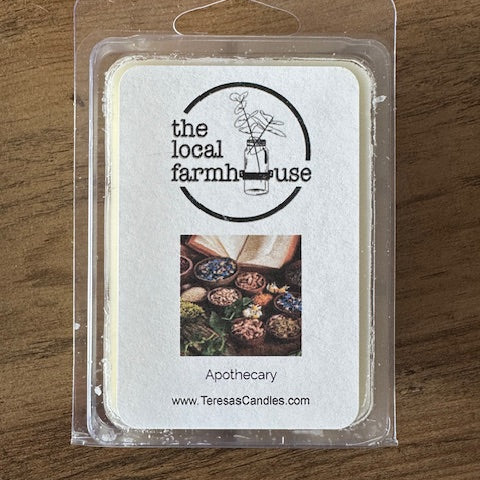 the
local
farmhouse
Apothecary
www.TeresasCandles.com